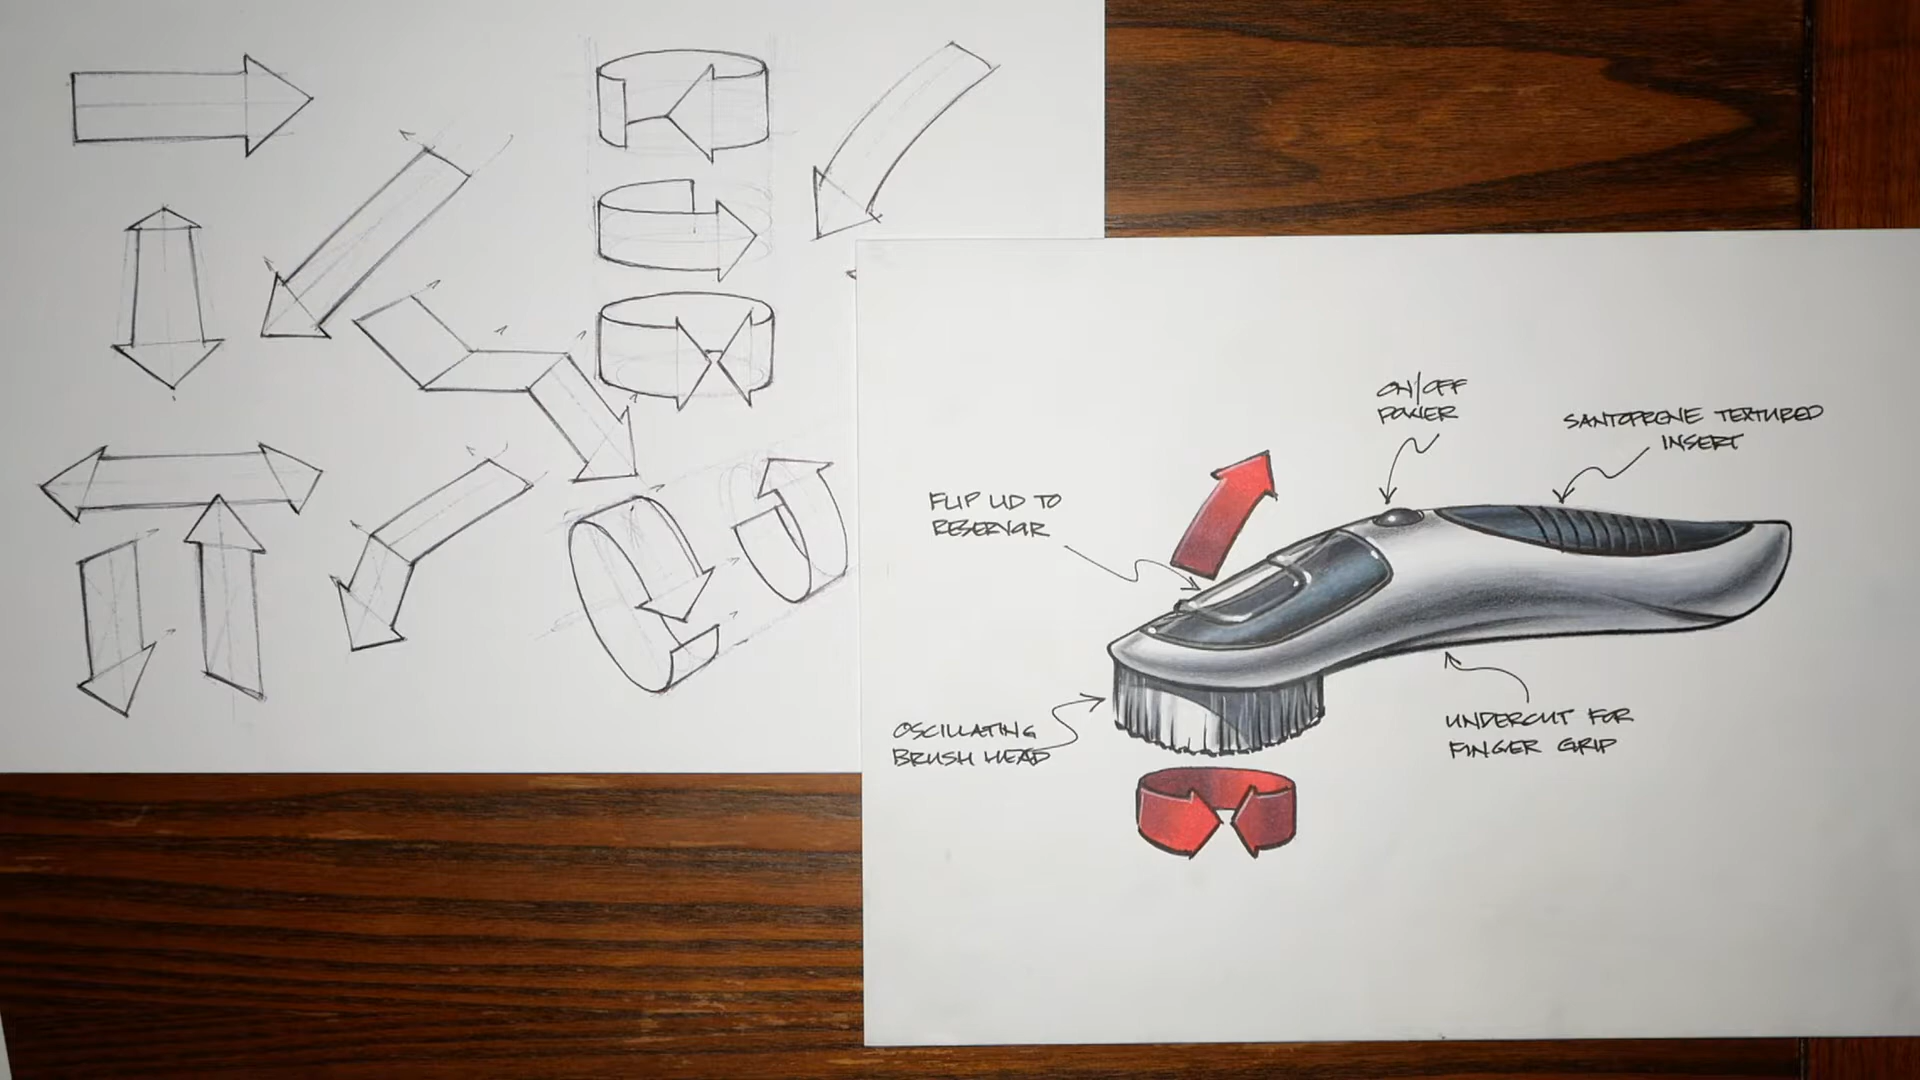 ON/OFF
POWER
SANTOPRENE TEXTURED
INSERT
FLIP LID TO
RESERVOIR
OSCILLATING
BRUSH HEAD
UNDERCUT FOR
FINGER GRIP